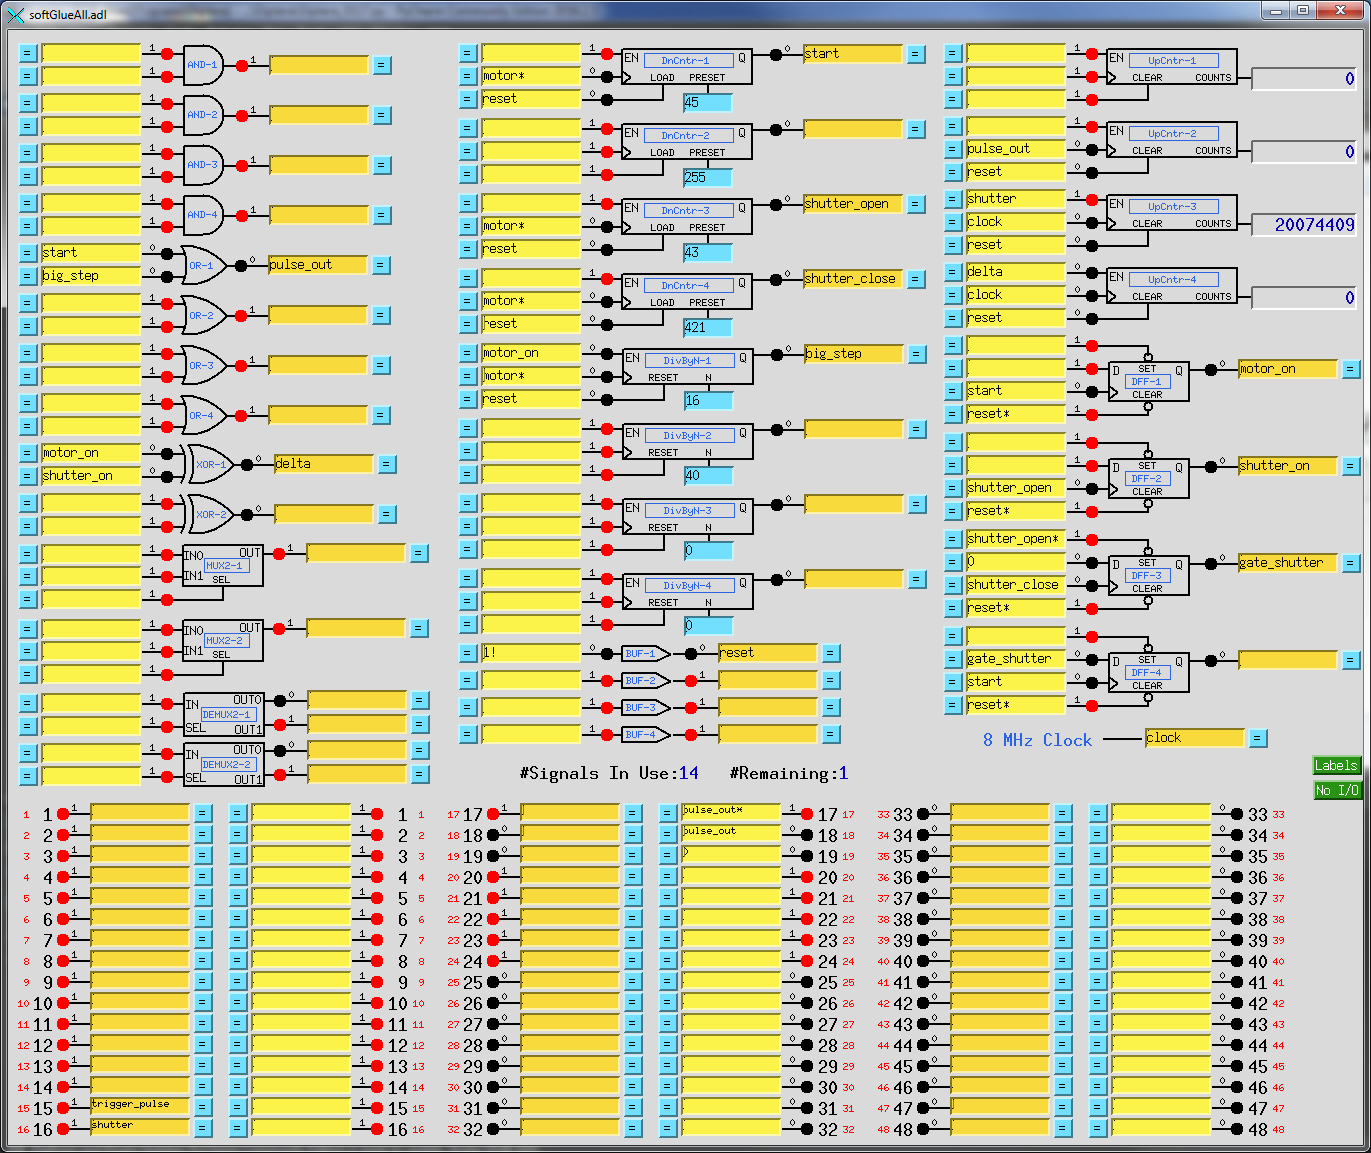 softGlueAll.adl
AND-1
AND-2
AND-3
AND-4
start
big_step
OR-1
pulse_out
OR-2
OR-3
OR-4
motor_on
shutter_on
XOR-1
delta
XOR-2
IN0 OUT
MUX2-1
IN1 SEL
IN0 OUT
MUX2-2
IN1 SEL
IN OUT0
DEMUX2-1
SEL OUT1
IN OUT0
DEMUX2-2
SEL OUT1
EN DnCntr-1 Q start
motor* LOAD PRESET
reset 45
EN DnCntr-2 Q
LOAD PRESET
255
EN DnCntr-3 Q shutter_open
motor* LOAD PRESET
reset 43
EN DnCntr-4 Q shutter_close
motor* LOAD PRESET
reset 421
motor_on EN DivByN-1 Q big_step
motor* RESET N
reset 16
EN DivByN-2 Q
RESET N
40
EN DivByN-3 Q
RESET N
0
EN DivByN-4 Q
RESET N
0
1! BUF-1 reset
BUF-2
BUF-3
BUF-4
#Signals In Use:14 #Remaining:1
EN UpCntr-1
CLEAR COUNTS 0
EN UpCntr-2
pulse_out CLEAR COUNTS 0
reset
shutter EN UpCntr-3
clock CLEAR COUNTS 20074409
reset
delta EN UpCntr-4
clock CLEAR COUNTS 0
reset
D SET Q motor_on
DFF-1
start CLEAR
reset*
D SET Q shutter_on
DFF-2
shutter_open CLEAR
reset*
shutter_open*
0 D SET Q gate_shutter
DFF-3
shutter_close CLEAR
reset*
gate_shutter D SET Q
DFF-4
start CLEAR
reset*
8 MHz Clock clock
Labels
No I/O
1 1 1 1 17 17 pulse_out* 17 17 33 33 33 33
2 2 2 2 18 18 pulse_out 18 18 34 34 34 34
3 3 3 3 19 19 19 19 35 35 35 35
4 4 4 4 20 20 20 20 36 36 36 36
5 5 5 5 21 21 21 21 37 37 37 37
6 6 6 6 22 22 22 22 38 38 38 38
7 7 7 7 23 23 23 23 39 39 39 39
8 8 8 8 24 24 24 24 40 40 40 40
9 9 9 9 25 25 25 25 41 41 41 41
10 10 10 10 26 26 26 26 42 42 42 42
11 11 11 11 27 27 27 27 43 43 43 43
12 12 12 12 28 28 28 28 44 44 44 44
13 13 13 13 29 29 29 29 45 45 45 45
14 14 14 14 30 30 30 30 46 46 46 46
15 15 trigger_pulse 15 15 31 31 31 31 47 47 47 47
16 16 shutter 16 16 32 32 32 32 48 48 48 48